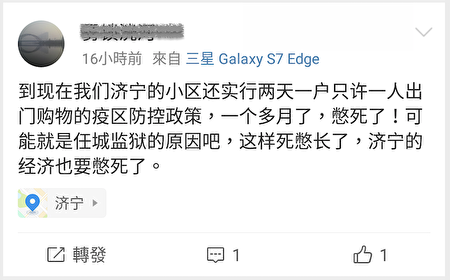 16小時前 來自 三星 Galaxy S7 Edge
到现在我们济宁的小区还实行两天一户只许一人出
门购物的疫区防控政策，一个多月了，憋死了！可
能就是任城监狱的原因吧，这样死憋长了，济宁的
经济也要憋死了。
济宁
轉發 1 1